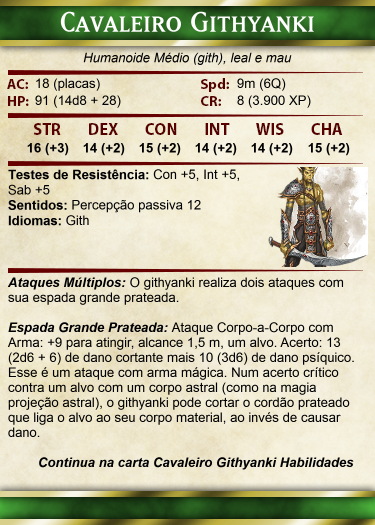 Cavaleiro Githyanki
Humanoide Médio (gith), leal e mau
AC: 18 (placas) Spd: 9m (6Q)
HP: 91 (14d8 + 28) CR: 8 (3.900 XP)
STR DEX CON INT WIS CHA
16 (+3) 14 (+2) 15 (+2) 14 (+2) 14 (+2) 15 (+2)
Testes de Resistência: Con +5, Int +5,
Sab +5
Sentidos: Percepção passiva 12
Idiomas: Gith
Ataques Múltiplos: O githyanki realiza dois ataques com
sua espada grande prateada.
Espada Grande Prateada: Ataque Corpo-a-Corpo com
Arma: +9 para atingir, alcance 1,5 m, um alvo. Acerto: 13
(2d6 + 6) de dano cortante mais 10 (3d6) de dano psíquico.
Esse é um ataque com arma mágica. Num acerto crítico
contra um alvo com um corpo astral (como na magia
projeção astral), o githyanki pode cortar o cordão prateado
que liga o alvo ao seu corpo material, ao invés de causar
dano.
Continua na carta Cavaleiro Githyanki Habilidades